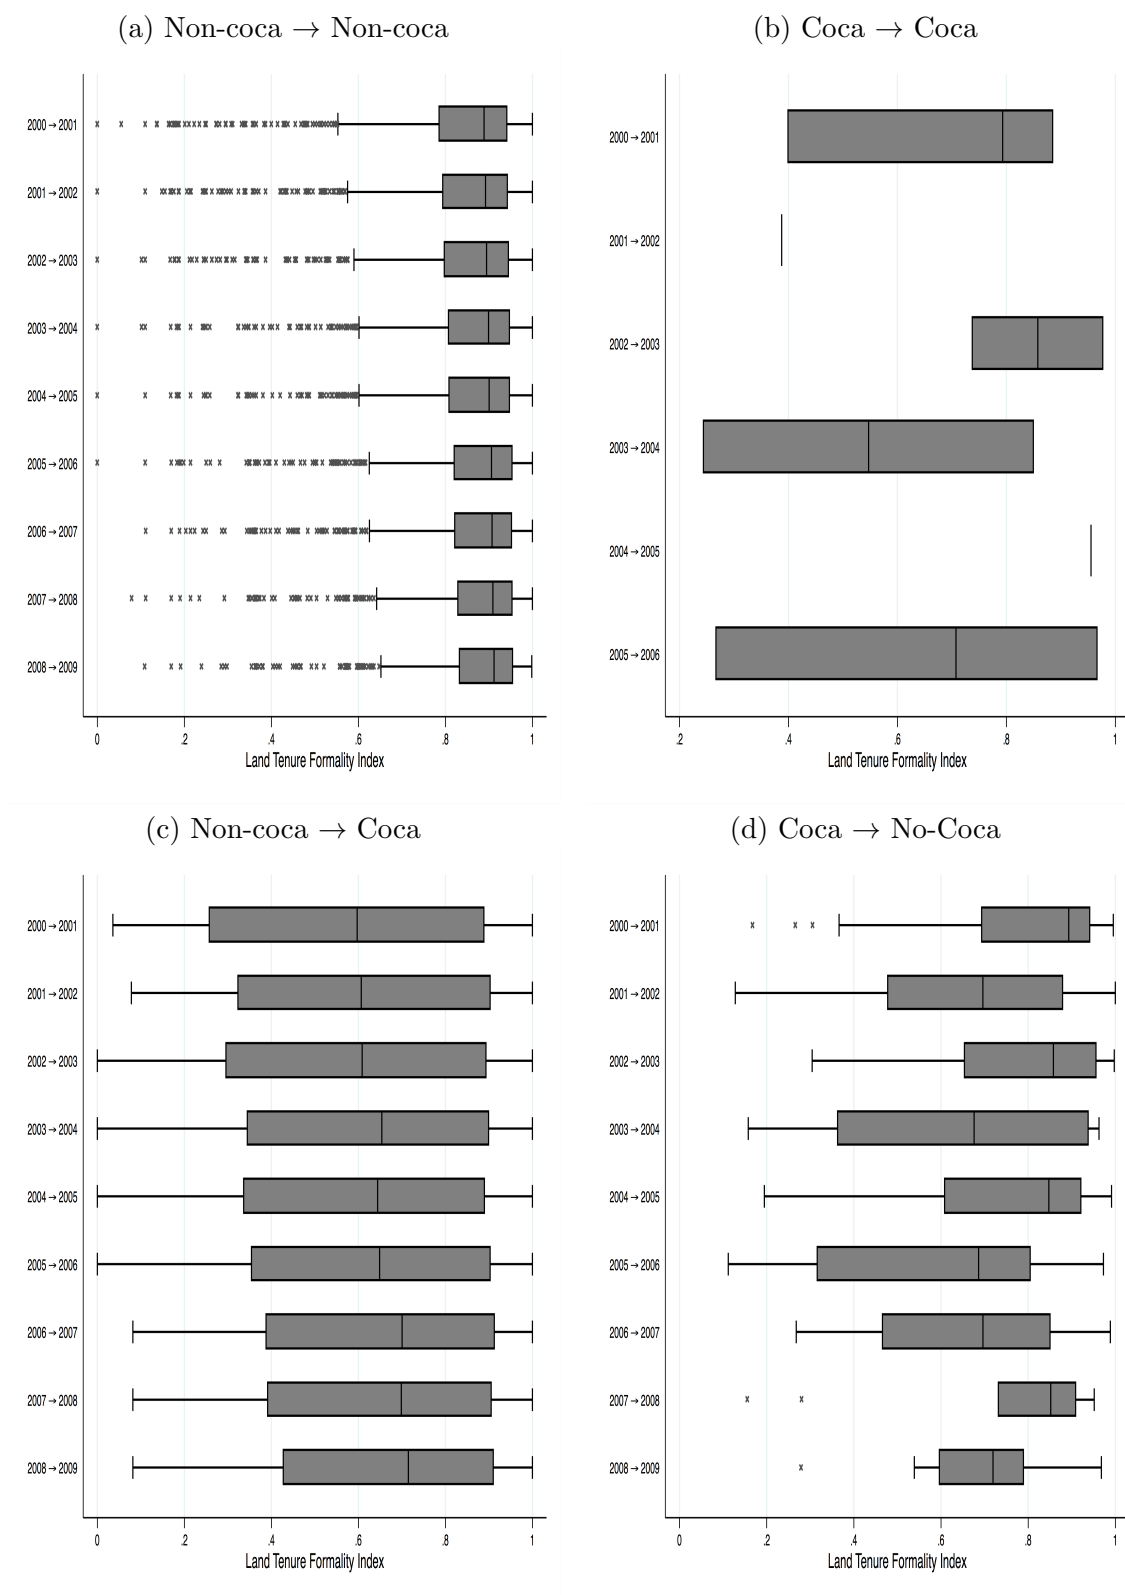 (a) Non-coca → Non-coca
2000 → 2001
2001 → 2002
2002 → 2003
2003 → 2004
2004 → 2005
2005 → 2006
2006 → 2007
2007 → 2008
2008 → 2009
0 .2 .4 .6 .8 1
Land Tenure Formality Index
(b) Coca → Coca
2000 → 2001
2001 → 2002
2002 → 2003
2003 → 2004
2004 → 2005
2005 → 2006
.2 .4 .6 .8 1
Land Tenure Formality Index
(c) Non-coca → Coca
2000 → 2001
2001 → 2002
2002 → 2003
2003 → 2004
2004 → 2005
2005 → 2006
2006 → 2007
2007 → 2008
2008 → 2009
0 .2 .4 .6 .8 1
Land Tenure Formality Index
(d) Coca → No-Coca
2000 → 2001
2001 → 2002
2002 → 2003
2003 → 2004
2004 → 2005
2005 → 2006
2006 → 2007
2007 → 2008
2008 → 2009
0 .2 .4 .6 .8 1
Land Tenure Formality Index